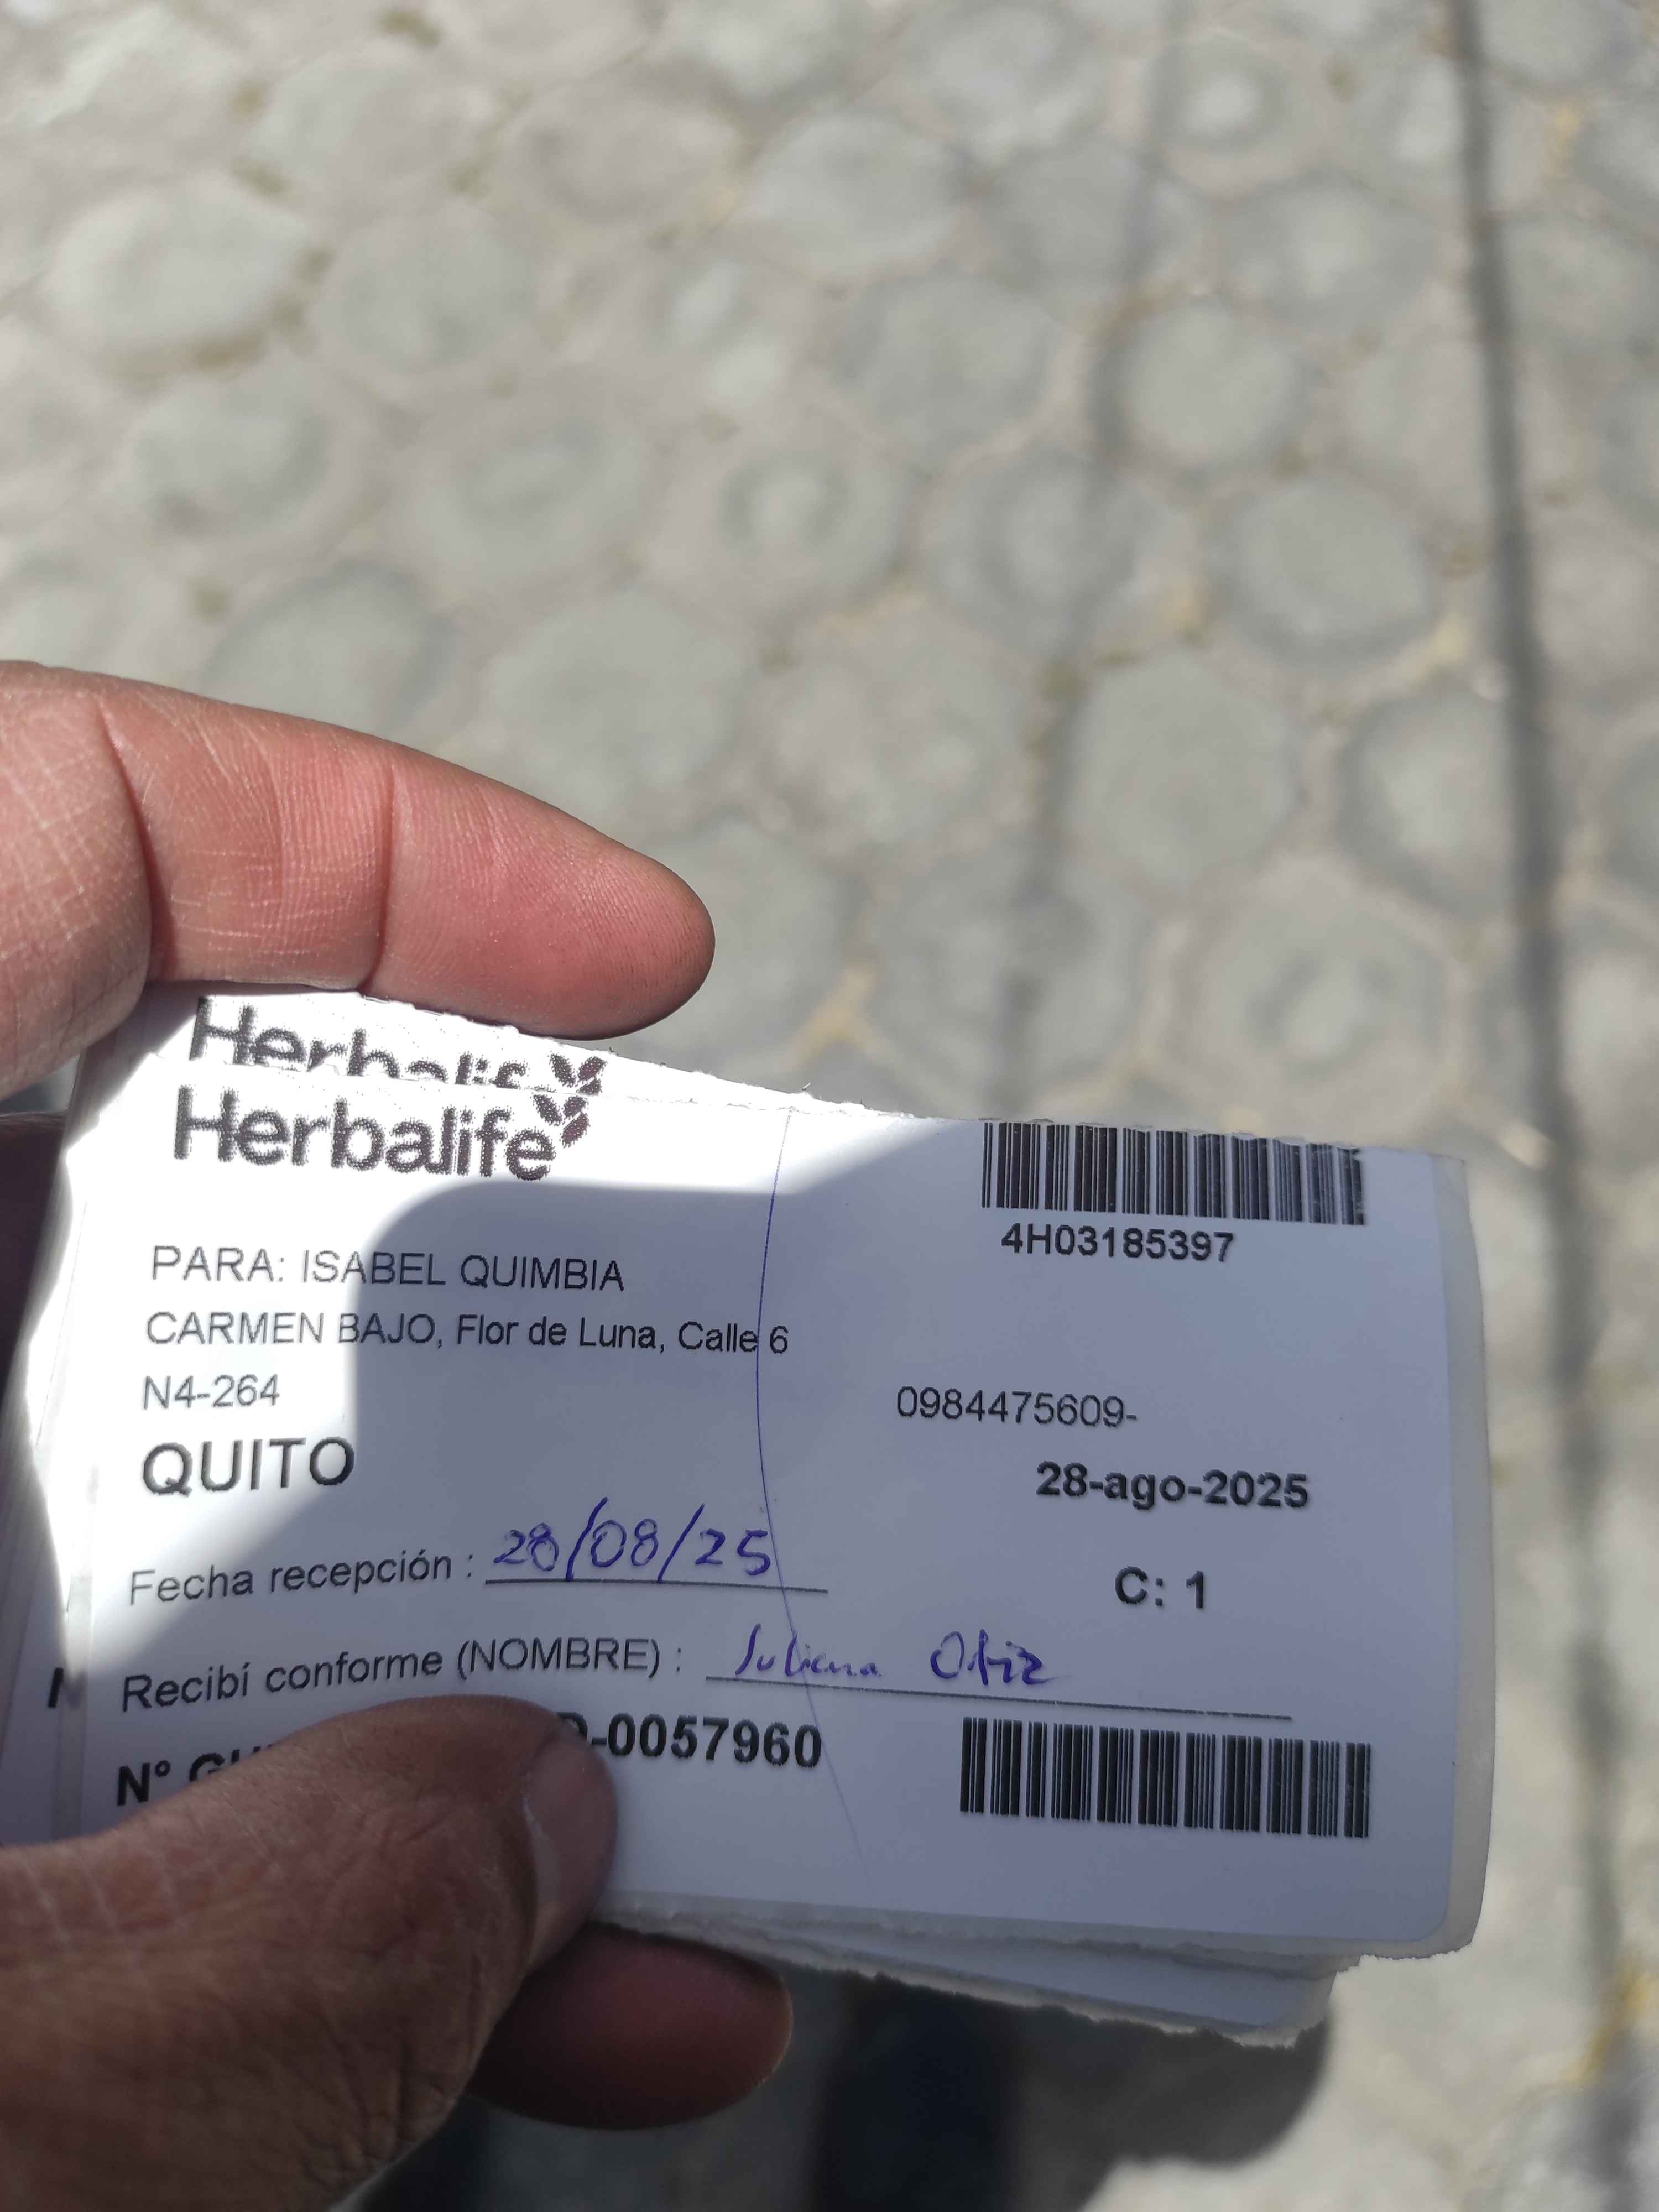 Herbalife
Herbalife
4H03185397
PARA: ISABEL QUIMBIA
CARMEN BAJO, Flor de Luna, Calle 6
N4-264
0984475609-
QUITO
28-ago-2025
Fecha recepción : 28/08/25
C: 1
Recibí conforme (NOMBRE) : Juliana Ortiz
N° -0057960